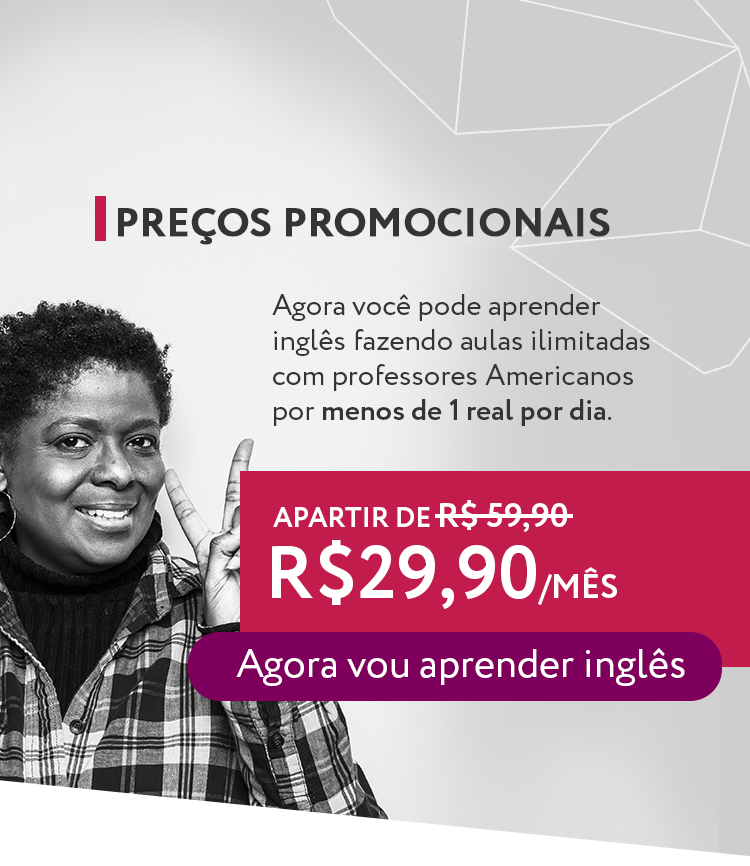 PREÇOS PROMOCIONAIS
Agora você pode aprender
inglês fazendo aulas ilimitadas
com professores Americanos
por menos de 1 real por dia.
APARTIR DE R$ 59,90
R$29,90/MÊS
Agora vou aprender inglês